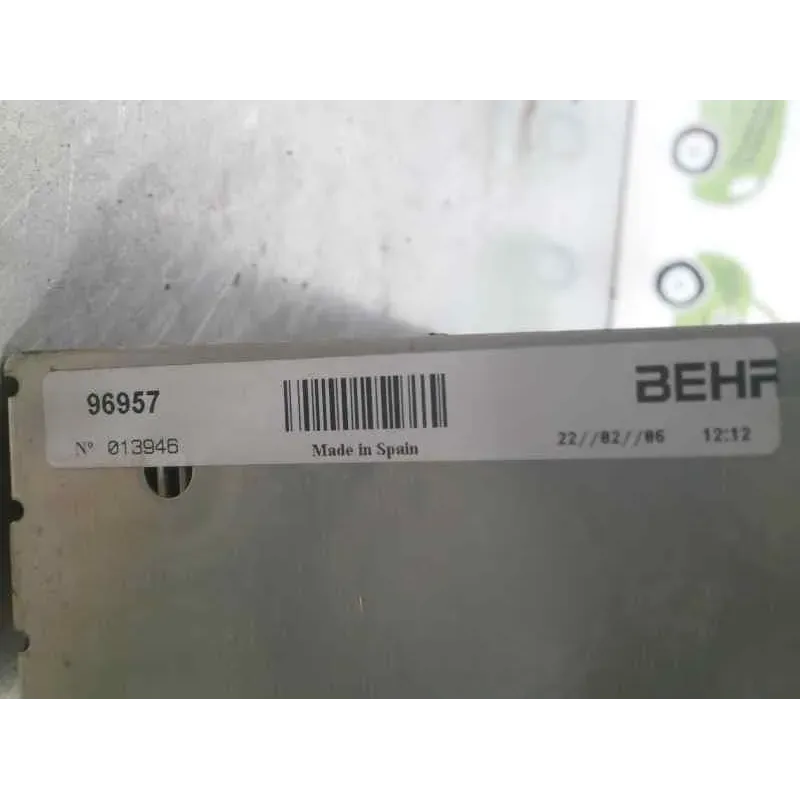 96957
BEHR
Nº 013946
Made in Spain
22//02//06 12:12